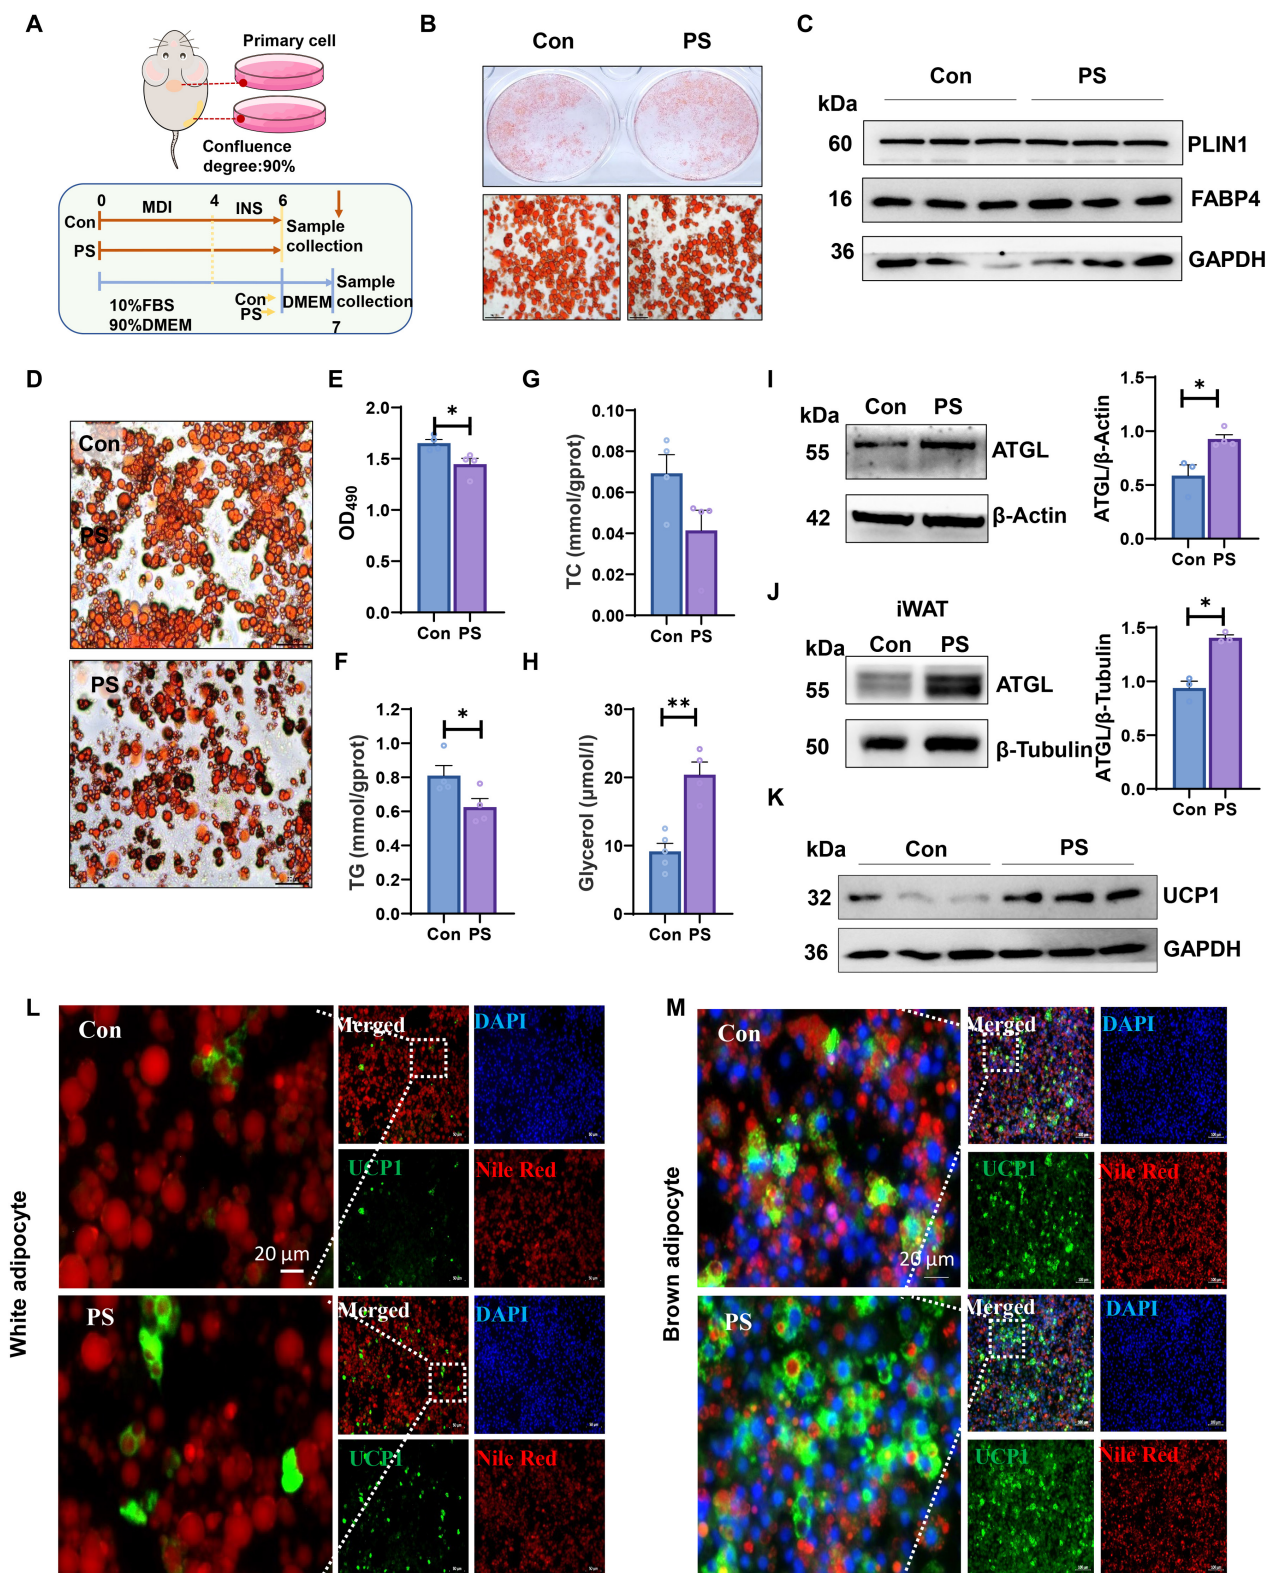 A
Primary cell
Confluence
degree:90%
0
MDI
4
INS
6
Con
PS
Sample
collection
Con
PS
DMEM
Sample
collection
10%FBS
90%DMEM
7
B
Con
PS
C
Con
PS
kDa
60
PLIN1
16
FABP4
36
GAPDH
D
Con
PS
PS
E
OD490
2.0
1.5
1.0
0.5
0.0
*
Con PS
F
TG (mmol/gprot)
1.2
1.0
0.8
0.6
0.4
0.2
0.0
*
Con PS
G
TC (mmol/gprot)
0.10
0.08
0.06
0.04
0.02
0.00
Con PS
H
Glycerol (μmol/l)
30
20
10
0
**
Con PS
I
kDa
Con
PS
55
ATGL
42
β-Actin
ATGL/β-Actin
1.5
1.0
0.5
0.0
*
Con PS
J
iWAT
kDa
Con
PS
55
ATGL
50
β-Tubulin
ATGL/β-Tubulin
1.5
1.0
0.5
0.0
*
Con PS
K
kDa
Con
PS
32
UCP1
36
GAPDH
L
White adipocyte
Con
20 μm
Merged
DAPI
UCP1
Nile Red
PS
Merged
DAPI
UCP1
Nile Red
M
Brown adipocyte
Con
20 μm
Merged
DAPI
UCP1
Nile Red
PS
Merged
DAPI
UCP1
Nile Red